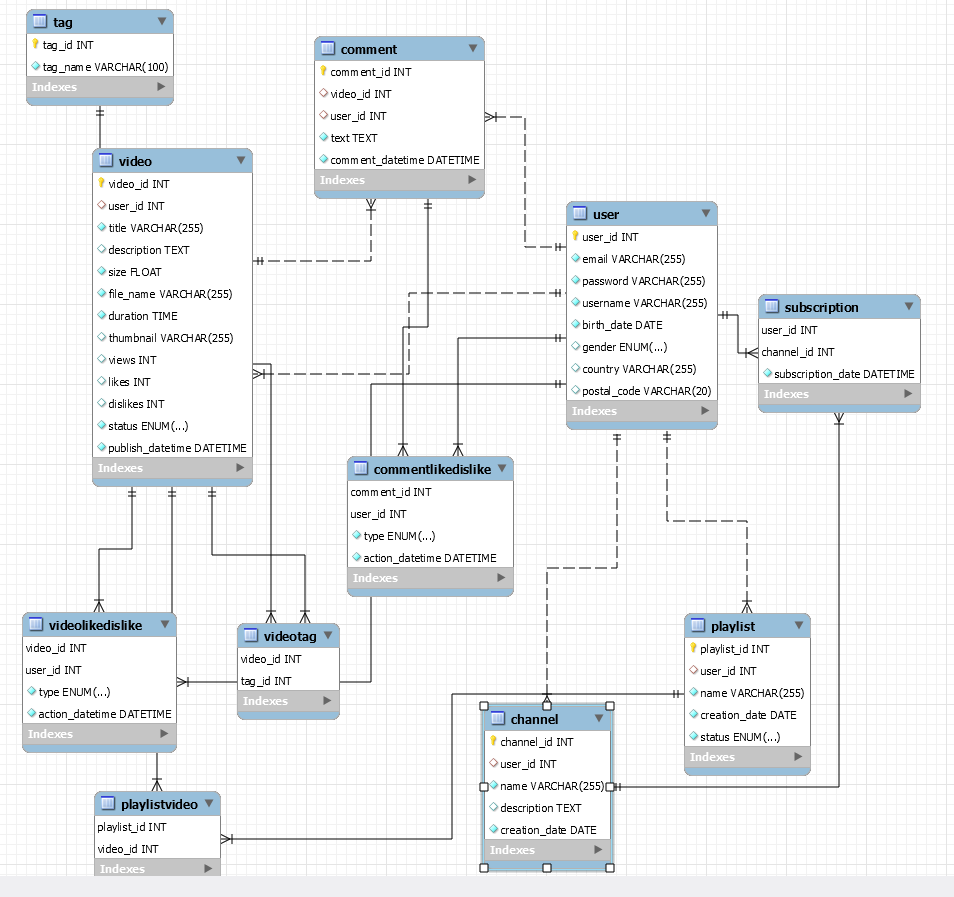 tag
tag_id INT
tag_name VARCHAR(100)
Indexes
comment
comment_id INT
video_id INT
user_id INT
text TEXT
comment_datetime DATETIME
Indexes
video
video_id INT
user_id INT
title VARCHAR(255)
description TEXT
size FLOAT
file_name VARCHAR(255)
duration TIME
thumbnail VARCHAR(255)
views INT
likes INT
dislikes INT
status ENUM(...)
publish_datetime DATETIME
Indexes
user
user_id INT
email VARCHAR(255)
password VARCHAR(255)
username VARCHAR(255)
birth_date DATE
gender ENUM(...)
country VARCHAR(255)
postal_code VARCHAR(20)
Indexes
subscription
user_id INT
channel_id INT
subscription_date DATETIME
Indexes
commentlikedislike
comment_id INT
user_id INT
type ENUM(...)
action_datetime DATETIME
Indexes
videolikedislike
video_id INT
user_id INT
type ENUM(...)
action_datetime DATETIME
Indexes
videotag
video_id INT
tag_id INT
Indexes
playlist
playlist_id INT
user_id INT
name VARCHAR(255)
creation_date DATE
status ENUM(...)
Indexes
channel
channel_id INT
user_id INT
name VARCHAR(255)
description TEXT
creation_date DATE
Indexes
playlistvideo
playlist_id INT
video_id INT
Indexes